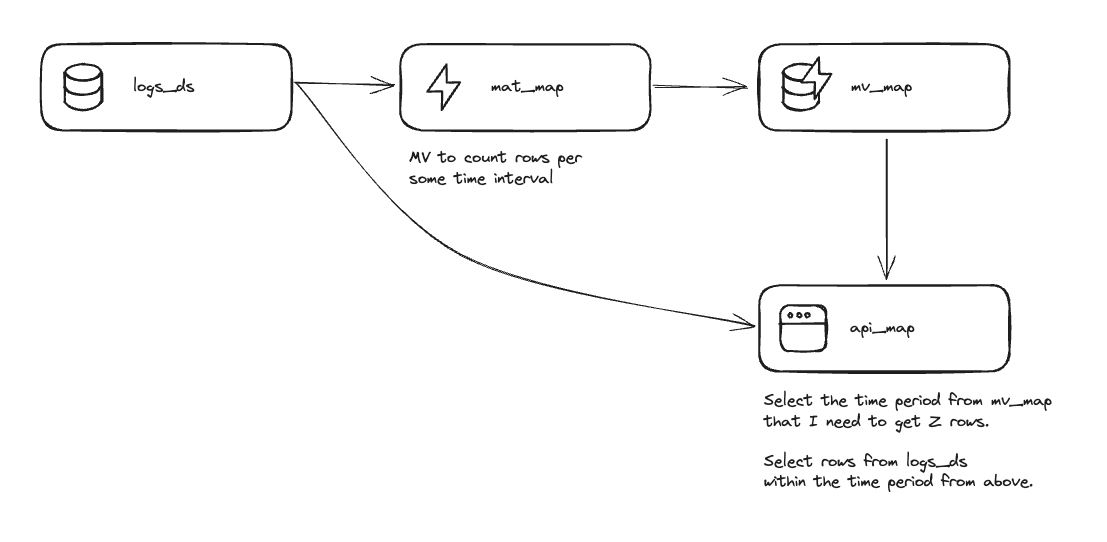 logs_ds
mat_map
mv_map
MV to count rows per
some time interval
api_map
Select the time period from mv_map
that I need to get Z rows.
Select rows from logs_ds
within the time period from above.